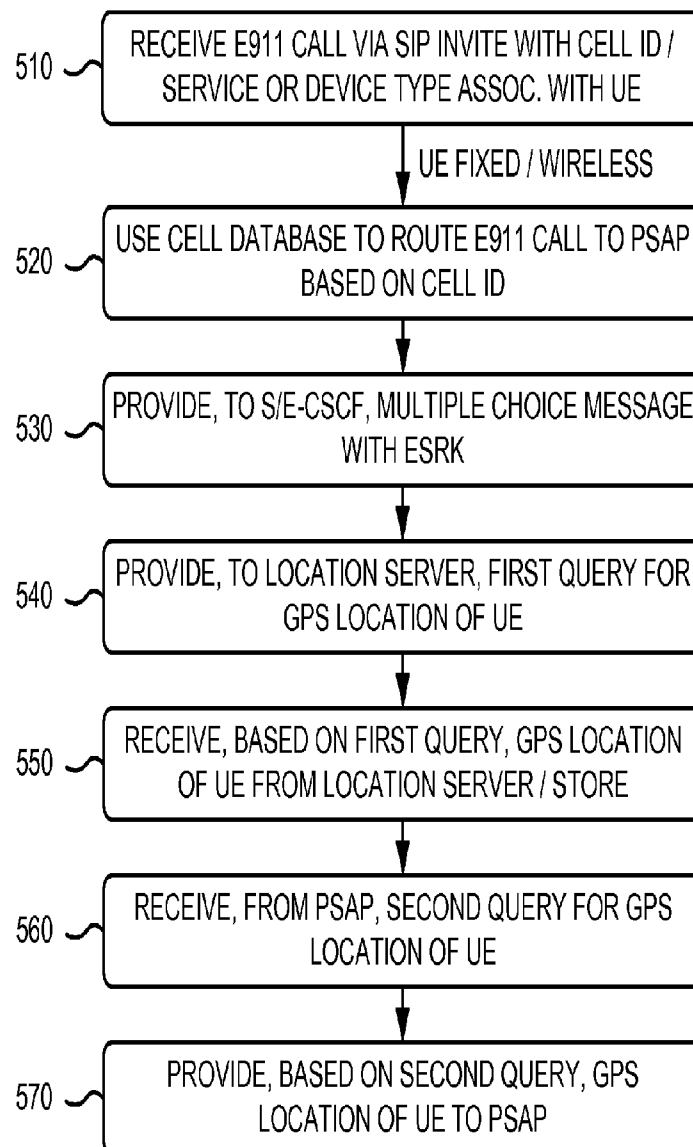 510
RECEIVE E911 CALL VIA SIP INVITE WITH CELL ID /
SERVICE OR DEVICE TYPE ASSOC. WITH UE
UE FIXED / WIRELESS
520
USE CELL DATABASE TO ROUTE E911 CALL TO PSAP
BASED ON CELL ID
530
PROVIDE, TO S/E-CSCF, MULTIPLE CHOICE MESSAGE
WITH ESRK
540
PROVIDE, TO LOCATION SERVER, FIRST QUERY FOR
GPS LOCATION OF UE
550
RECEIVE, BASED ON FIRST QUERY, GPS LOCATION
OF UE FROM LOCATION SERVER / STORE
560
RECEIVE, FROM PSAP, SECOND QUERY FOR GPS
LOCATION OF UE
570
PROVIDE, BASED ON SECOND QUERY, GPS
LOCATION OF UE TO PSAP